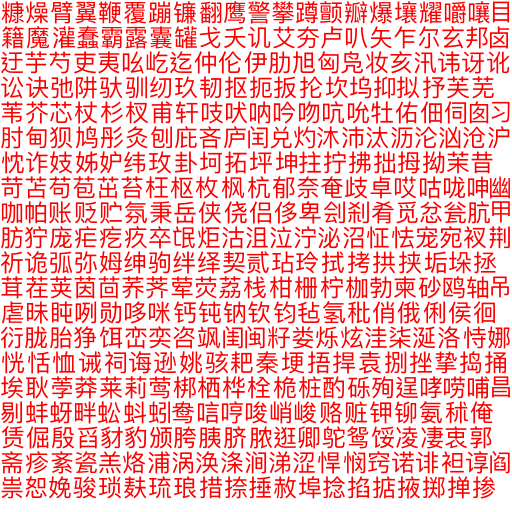 糠燥臂翼鞭覆蹦镰翻鹰警攀蹲颤瓣爆壤耀嚼嚷目
籍魔灌蠢霸露囊罐戈夭讥艾夯卢叭矢乍尔玄邦卤
迂芋芍吏夷吆屹迄仲伦伊肋旭匈凫妆亥汛讳讶讹
讼诀弛阱驮驯纫玖韧抠扼扳抡坎坞抑拟抒芙芜
苇芥芯杖杉杈甫轩吱吠呐吟吻吭吮牡佑佃伺囱习
肘甸狈鸠彤灸刨庇吝庐闰兑灼沐沛汰沥沦汹沧沪
忱诈妓姊妒纬玫卦坷拓坪坤拄拧拂拙拇拗茉昔
苛苫苟苞茁苔枉枢枚枫杭郁奈奄歧卓哎咕咙呻幽
咖帕账贬贮氛秉岳侠侥侣侈卑刽刹肴觅忿瓮肮甲
肪狞庞疟疙疚卒氓炬沽沮泣泞泌沼怔怯宠宛衩荆
祈诡弧弥姆绅驹绊绎契贰玷玲拭拷拱挟垢垛拯
茸茬荚茵茴荞荠荤荧荔栈柑栅柠枷勃柬砂鸥轴吊
虐昧盹咧勋哆咪钙钝钠钦钧毡氢秕俏俄俐侯徊
衍胧胎狰饵峦奕咨飒闺闽籽娄烁炫洼柒涎洛恃娜
恍恬恤诫祠诲逊姚骇耙秦埂捂捍袁捌挫挚捣捅
埃耿荸莽莱莉莺梆栖桦栓桅桩酌砾殉逞哮唠哺昌
剔蚌蚜畔蚣蚪蚓鸯唁哼唆峭峻赂赃钾铆氨秫俺
赁倔殷舀豺豹颁胯胰脐脓逛卿鸵鸳馁凌凄衷郭
斋疹紊瓷羔烙浦涡涣涤涧涕涩悍悯窍诺诽袒谆阎
祟恕娩骏琐麸琉琅措捺捶赦埠捻掐掂掖掷掸掺